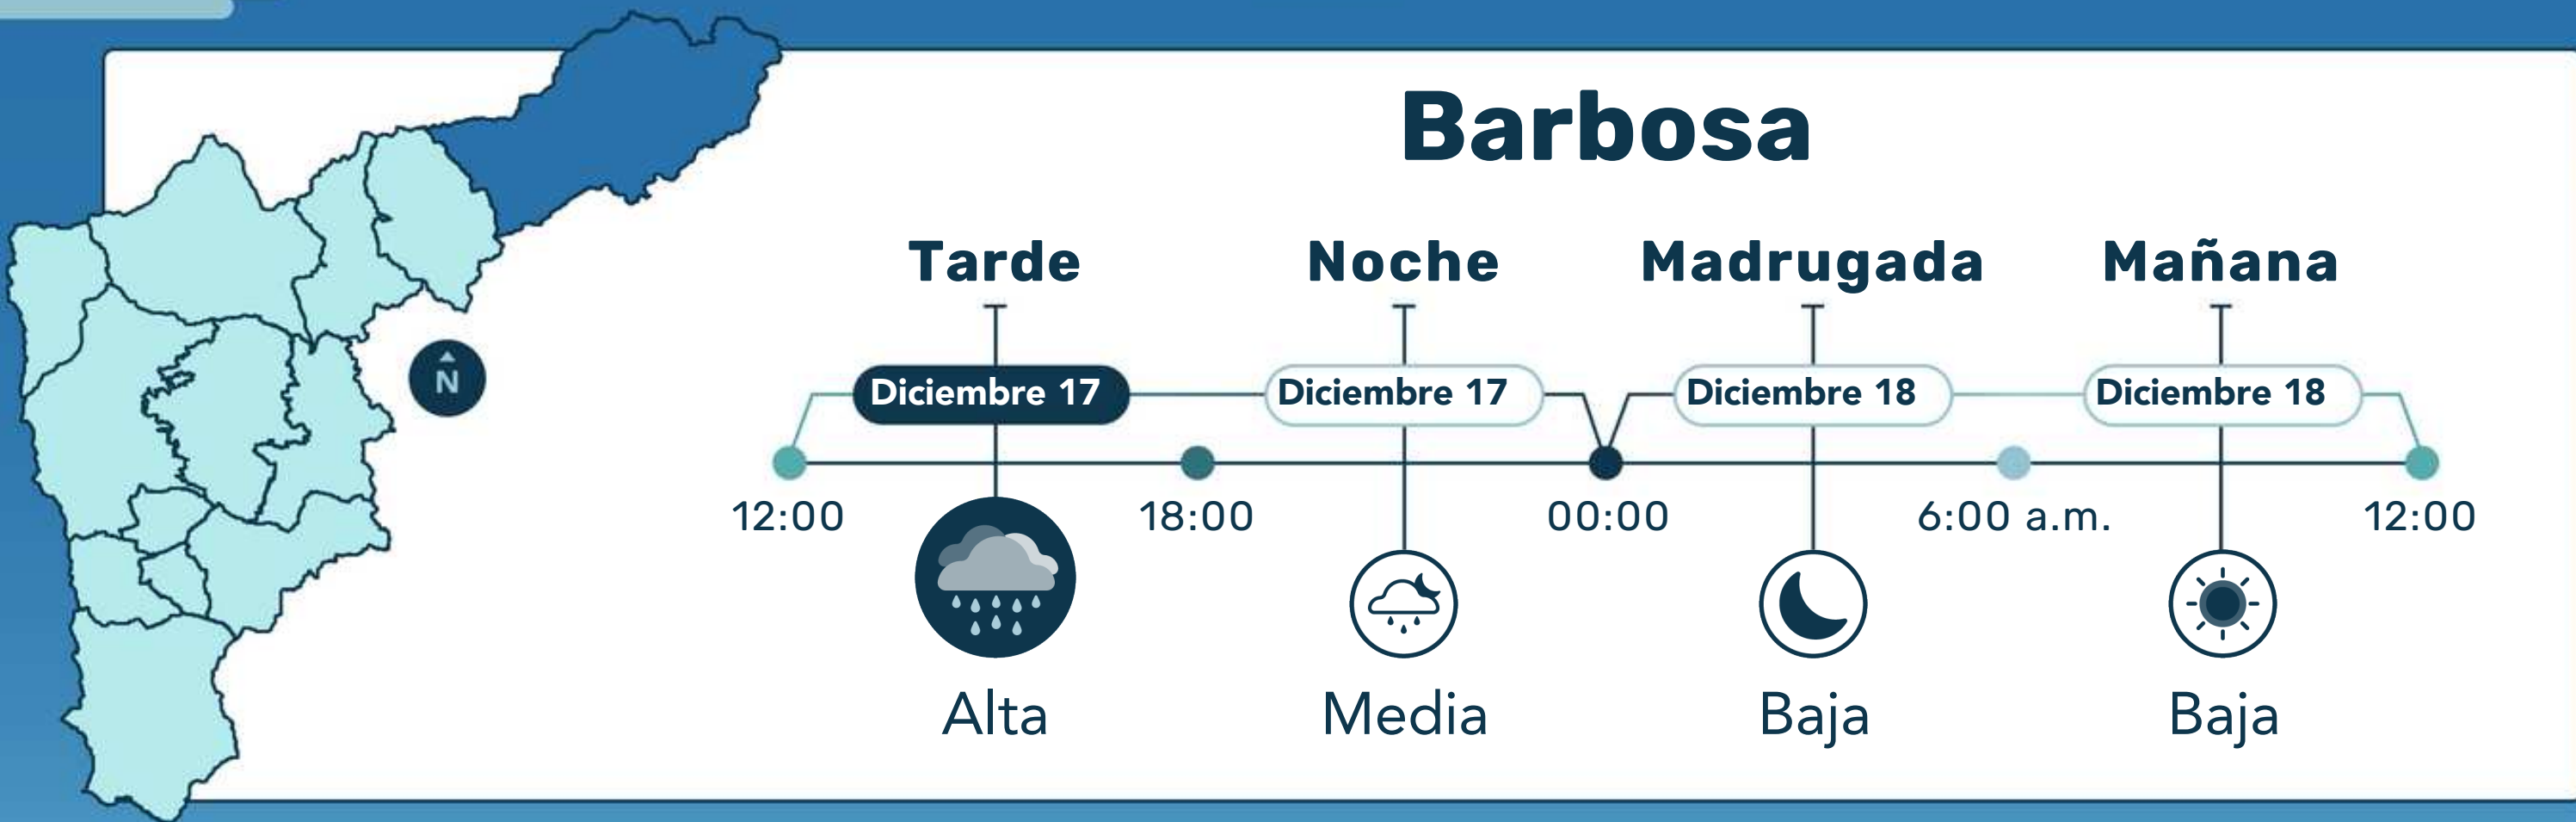 Barbosa
Tarde Noche Madrugada Mañana
Diciembre 17 Diciembre 17 Diciembre 18 Diciembre 18
N
12:00 18:00 00:00 6:00 a.m. 12:00
Alta Media Baja Baja